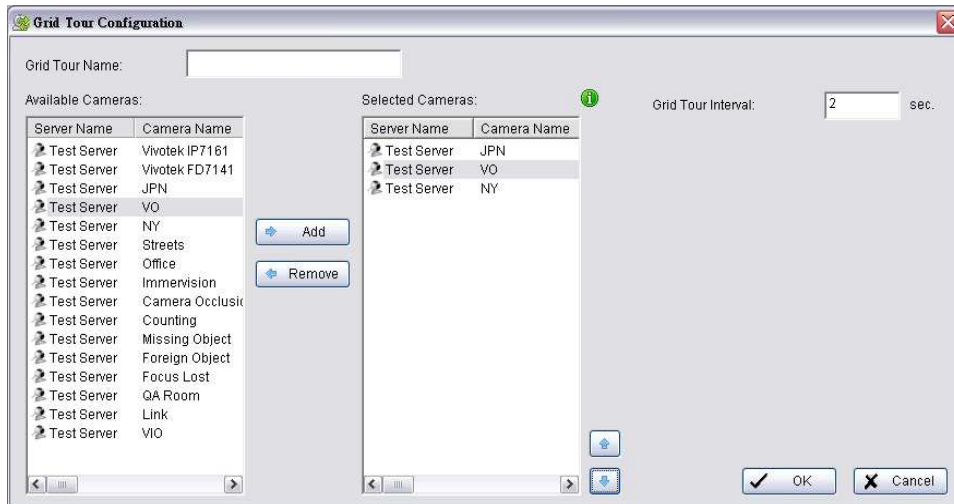 Grid Tour Configuration
Grid Tour Name:
Available Cameras:
Server Name Camera Name
Test Server Vivotek IP7161
Test Server Vivotek FD7141
Test Server JPN
Test Server VO
Test Server NY
Test Server Streets
Test Server Office
Test Server Immervision
Test Server Camera Occlusi
Test Server Counting
Test Server Missing Object
Test Server Foreign Object
Test Server Focus Lost
Test Server QA Room
Test Server Link
Test Server VIO
Add
Remove
Selected Cameras:
Server Name Camera Name
Test Server JPN
Test Server VO
Test Server NY
Grid Tour Interval: 2 sec.
OK
Cancel